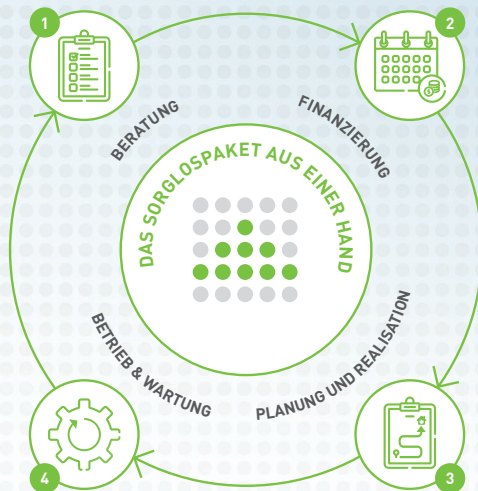 1
BERATUNG
2
FINANZIERUNG
DAS SORGLOSPAKET AUS EINER HAND
BETRIEB & WARTUNG
4
PLANUNG UND REALISATION
3